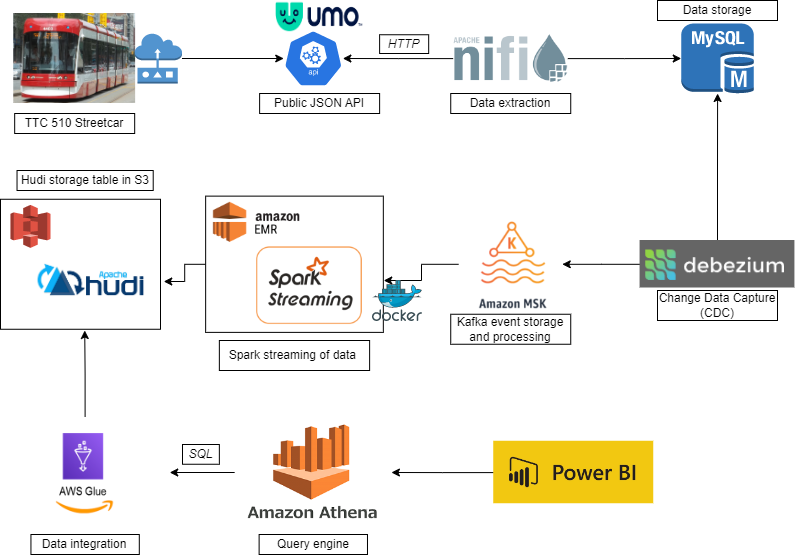 umo
api
TTC 510 Streetcar
Public JSON API
HTTP
APACHE
nifi
Data extraction
Data storage
MySQL
M
Hudi storage table in S3
Apache
hudi
amazon
EMR
Spark
Streaming
docker
Spark streaming of data
K
Amazon MSK
Kafka event storage
and processing
debezium
Change Data Capture
(CDC)
AWS Glue
Data integration
SQL
Amazon Athena
Query engine
Power BI